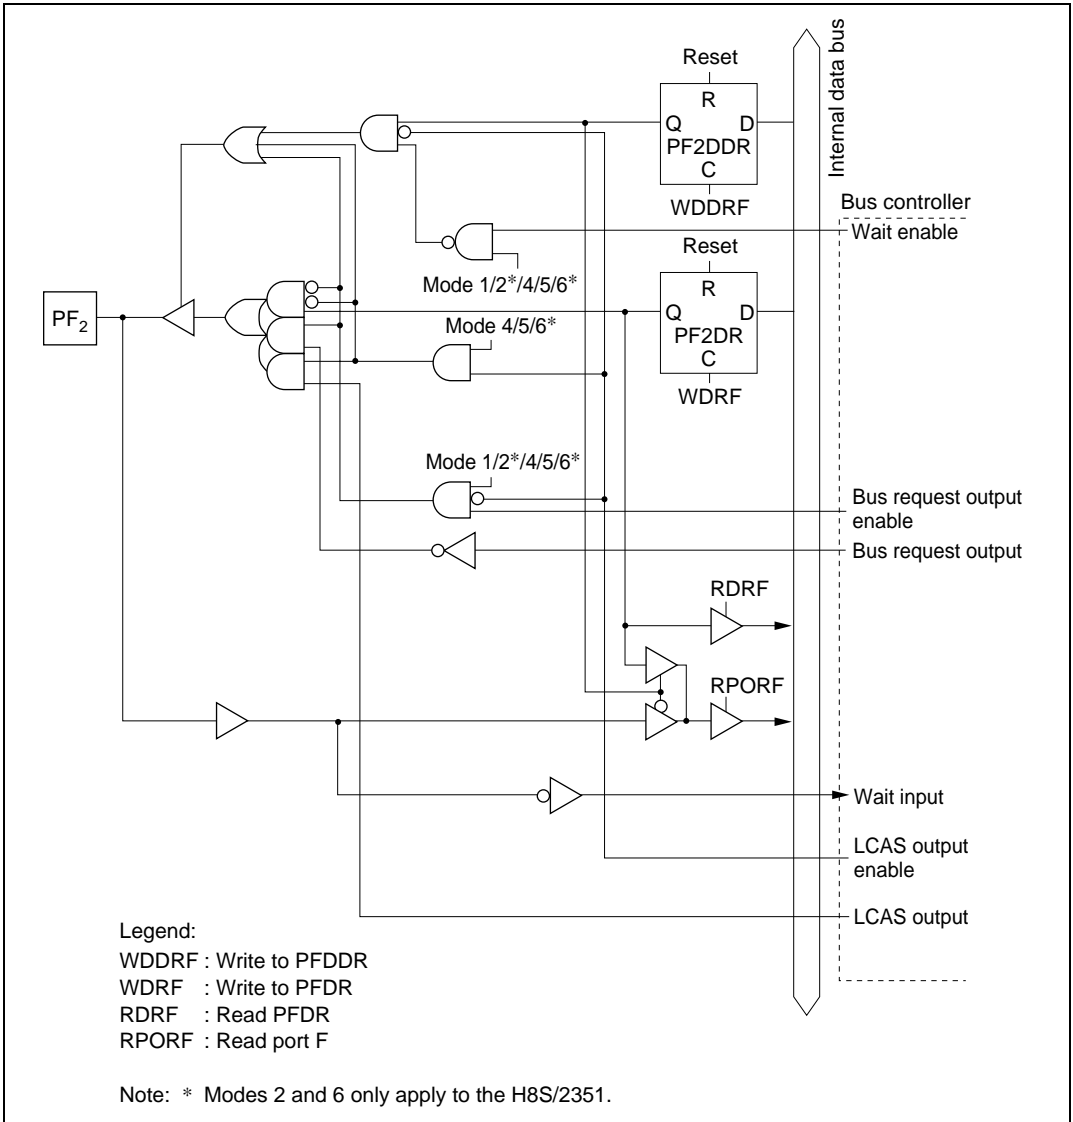 Reset
R
Q D
PF2DDR
C
WDDRF
Internal data bus
Bus controller
Wait enable
Mode 1/2*/4/5/6*
Reset
R
Q D
PF2DR
C
WDRF
PF2
Mode 4/5/6*
Mode 1/2*/4/5/6*
Bus request output
enable
Bus request output
RDRF
RPORF
Wait input
LCAS output
enable
LCAS output
Legend:
WDDRF : Write to PFDDR
WDRF : Write to PFDR
RDRF : Read PFDR
RPORF : Read port F
Note: * Modes 2 and 6 only apply to the H8S/2351.